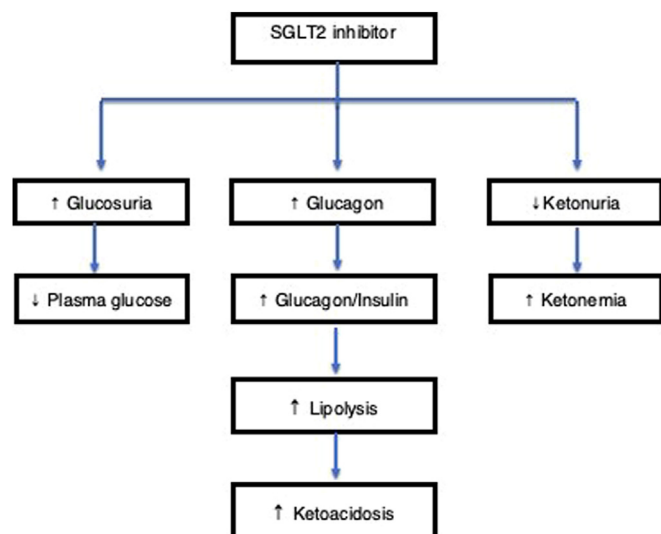 SGLT2 inhibitor
↑ Glucosuria
↑ Glucagon
↓Ketonuria
↓ Plasma glucose
↑ Glucagon/Insulin
↑ Ketonemia
↑ Lipolysis
↑ Ketoacidosis